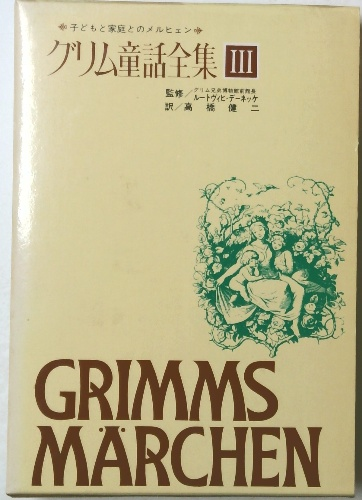 子どもと家庭とのメルヒェン
グリム童話全集 III
監修/グリム兄弟博物館前館長
ルートヴィヒ・デーネッケ
訳/高橋健二
GRIMMS
MÄRCHEN